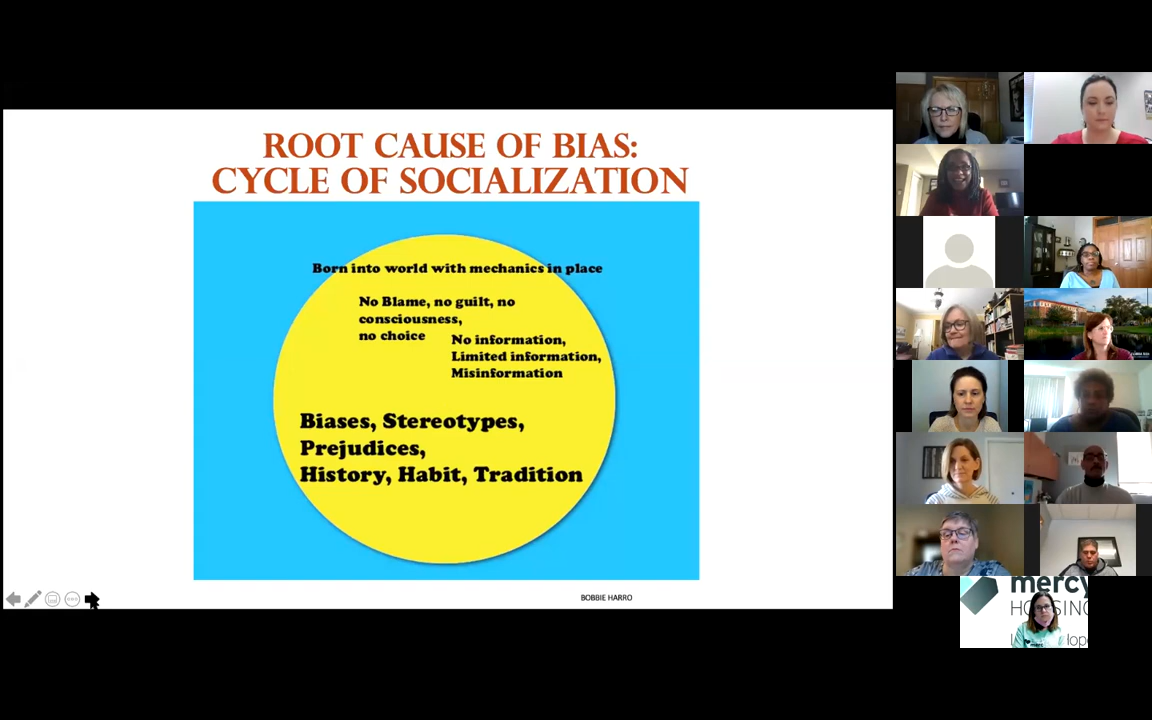 ROOT CAUSE OF BIAS:
CYCLE OF SOCIALIZATION
Born into world with mechanics in place
No Blame, no guilt, no
consciousness,
no choice
No information,
Limited information,
Misinformation
Biases, Stereotypes,
Prejudices,
History, Habit, Tradition
BOBBIE HARRO
mercy